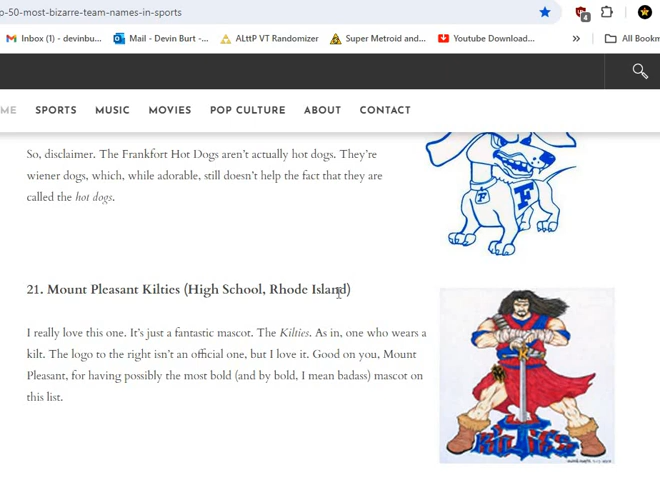 p-50-most-bizarre-team-names-in-sports
4
Inbox (1) - devinbu...
Mail - Devin Burt -...
ALttP VT Randomizer
Super Metroid and...
Youtube Download...
»
All Bookm
ME SPORTS MUSIC MOVIES POP CULTURE ABOUT CONTACT
So, disclaimer. The Frankfort Hot Dogs aren't actually hot dogs. They're
wiener dogs, which, while adorable, still doesn't help the fact that they are
called the hot dogs.
F
F
21. Mount Pleasant Kilties (High School, Rhode Island)
I really love this one. It's just a fantastic mascot. The Kilties. As in, one who wears a
kilt. The logo to the right isn't an official one, but I love it. Good on you, Mount
Pleasant, for having possibly the most bold (and by bold, I mean badass) mascot on
this list.
KILTIES